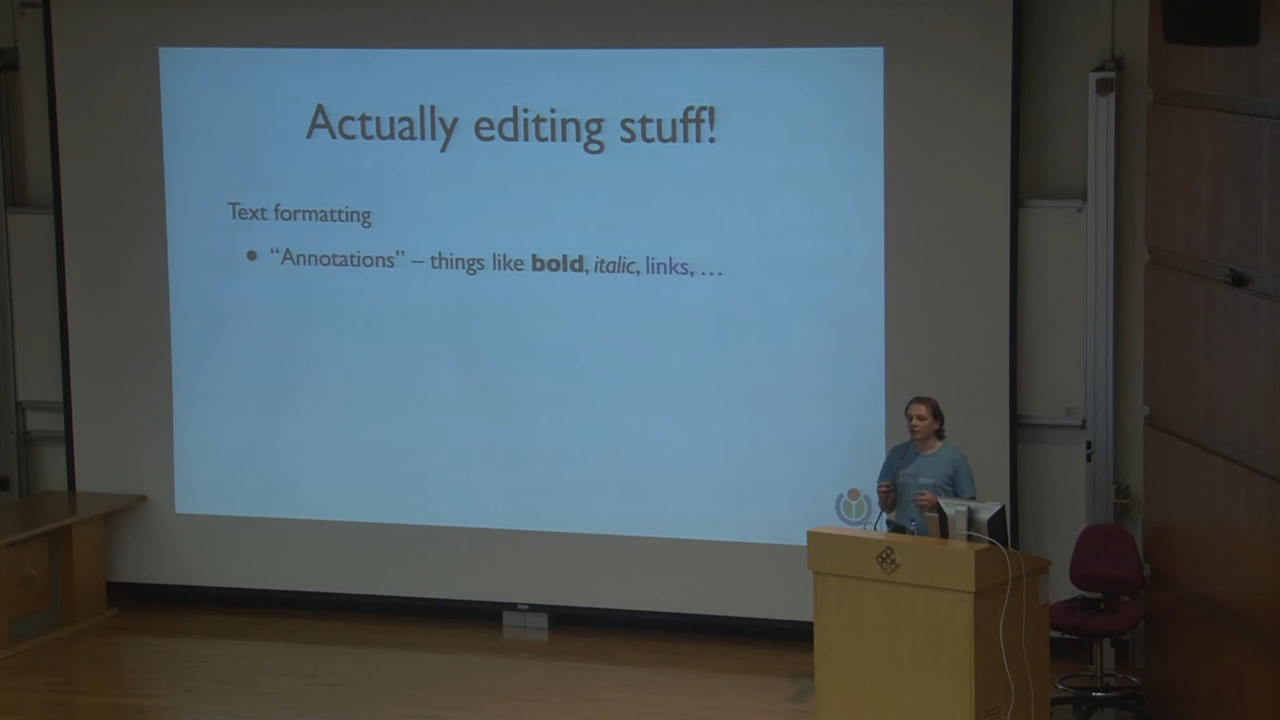 Actually editing stuff!
Text formatting
• “Annotations” – things like bold, italic, links, …